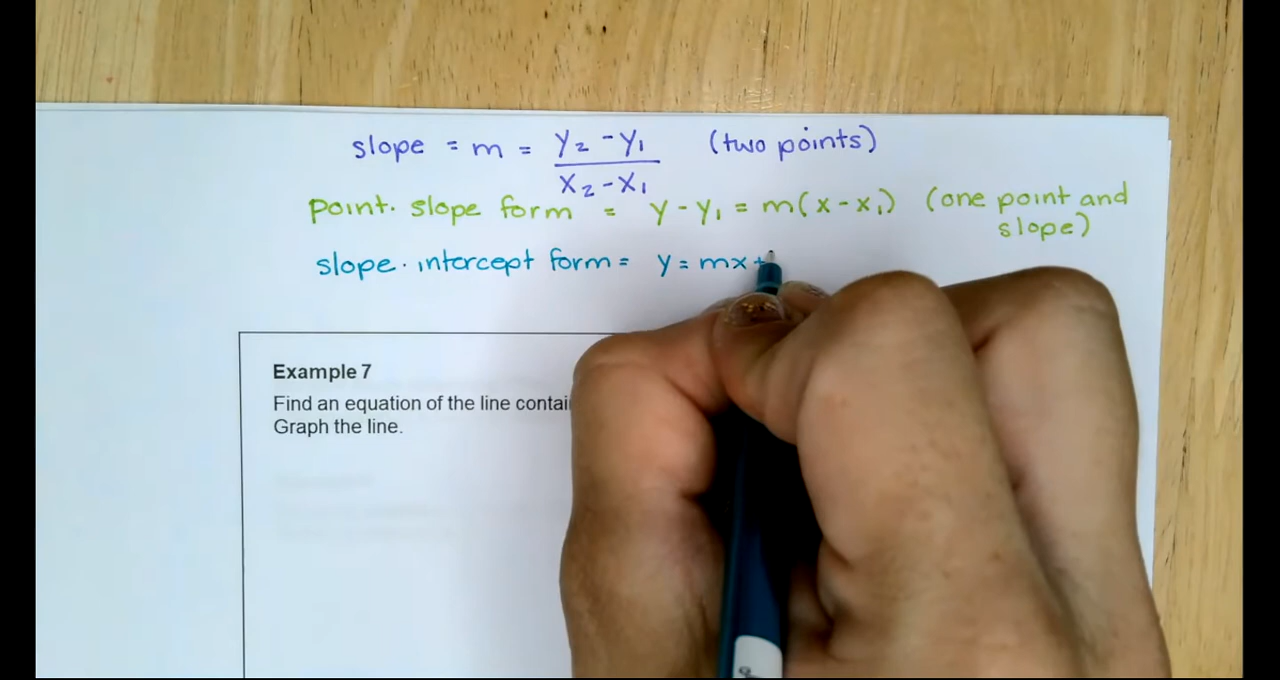 slope = m = y₂ - y₁ / x₂ - x₁ (two points)
point-slope form = y - y₁ = m(x - x₁) (one point and slope)
slope-intercept form = y = mx +
Example 7
Find an equation of the line
Graph the line.